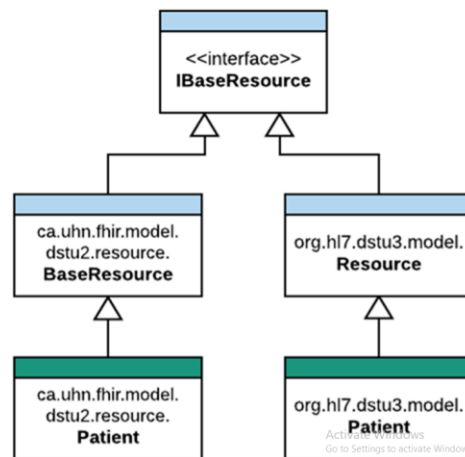 <<interface>>
IBaseResource
ca.uhn.fhir.model.
dstu2.resource.
BaseResource
org.hl7.dstu3.model.
Resource
ca.uhn.fhir.model.
dstu2.resource.
Patient
org.hl7.dstu3.model.
Patient
Activate Windows
Go to Settings to activate Window